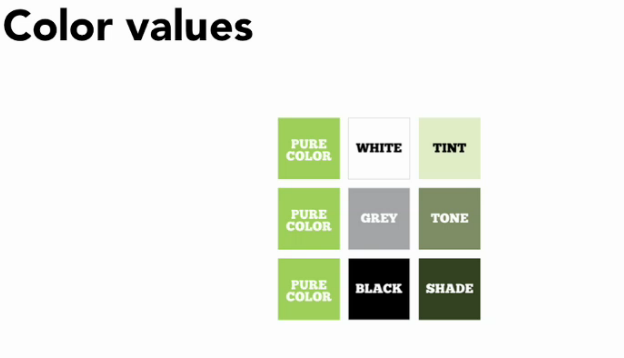 Color values
PURE
COLOR
WHITE
TINT
PURE
COLOR
GREY
TONE
PURE
COLOR
BLACK
SHADE